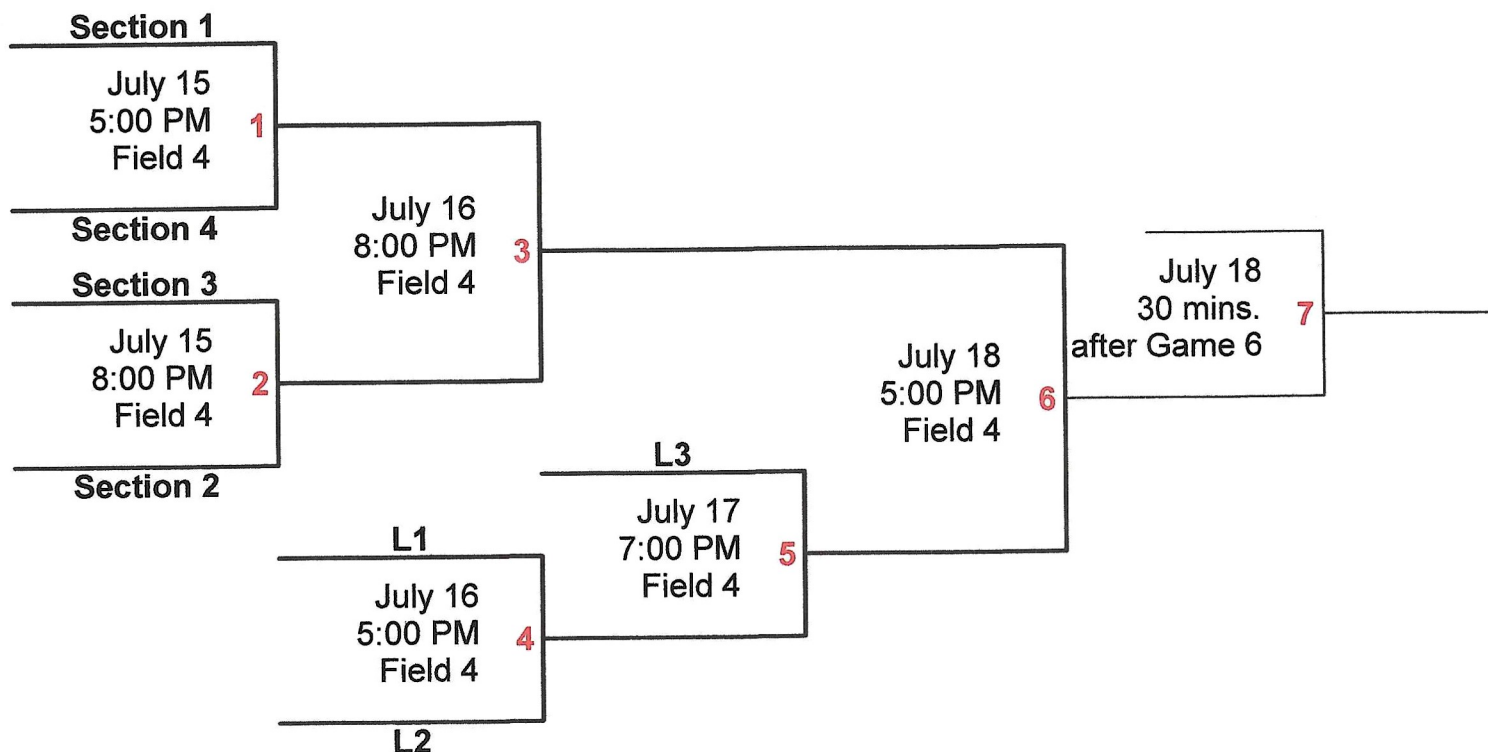 Section 1
July 15
5:00 PM
Field 4
1
Section 4
Section 3
July 15
8:00 PM
Field 4
2
Section 2
July 16
8:00 PM
Field 4
3
L1
July 16
5:00 PM
Field 4
4
L2
L3
July 17
7:00 PM
Field 4
5
July 18
5:00 PM
Field 4
6
July 18
30 mins.
after Game 6
7